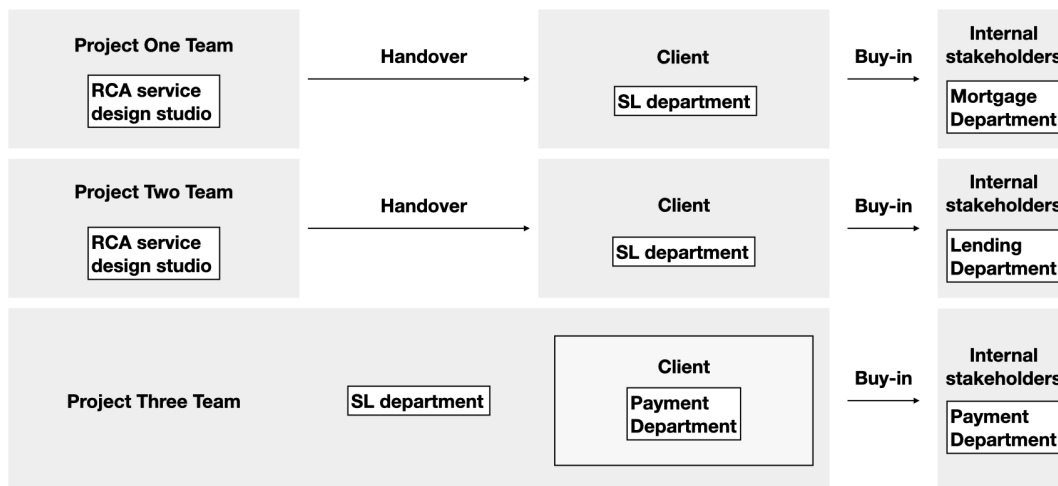 Project One Team
RCA service
design studio
Handover
Client
SL department
Buy-in
Internal
stakeholders
Mortgage
Department
Project Two Team
RCA service
design studio
Handover
Client
SL department
Buy-in
Internal
stakeholders
Lending
Department
Project Three Team
SL department
Client
Payment
Department
Buy-in
Internal
stakeholders
Payment
Department